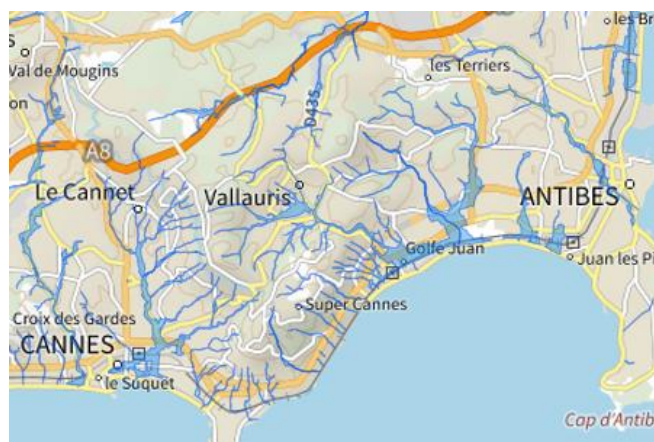 les Br
Val de Mougins
les Terriers
on
D435
A8
Le Cannet
Vallauris
ANTIBES
Golfe Juan
Juan les Pi
Super Cannes
Croix des Gardes
CANNES
le Suquet
Cap d'Antib